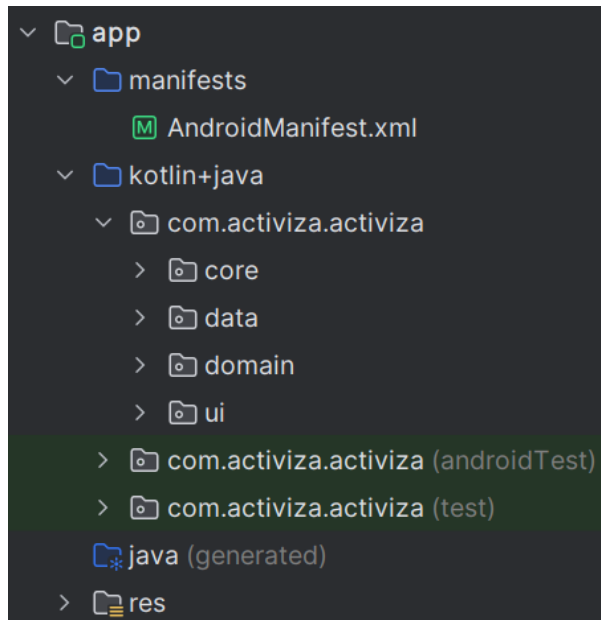 app
manifests
AndroidManifest.xml
kotlin+java
com.activiza.activiza
core
data
domain
ui
com.activiza.activiza (androidTest)
com.activiza.activiza (test)
java (generated)
res